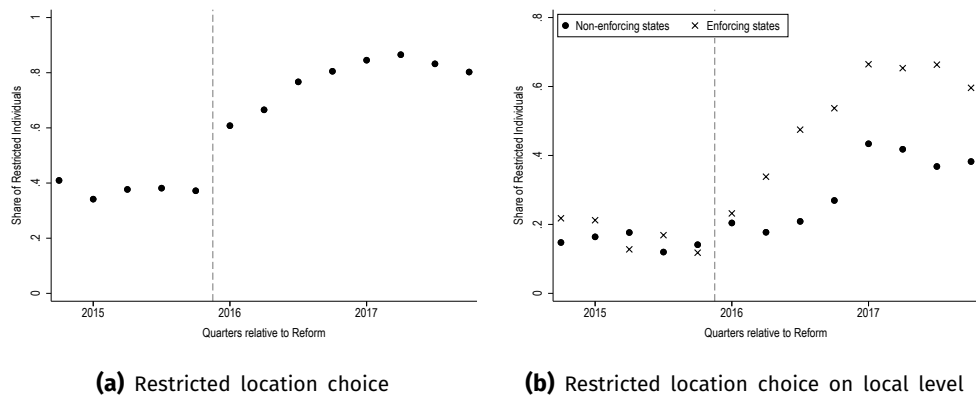 Share of Restricted Individuals
1
.8
.6
.4
.2
0
2015 2016 2017
Quarters relative to Reform
(a) Restricted location choice
Share of Restricted Individuals
.8
.6
.4
.2
0
Non-enforcing states Enforcing states
2015 2016 2017
Quarters relative to Reform
(b) Restricted location choice on local level